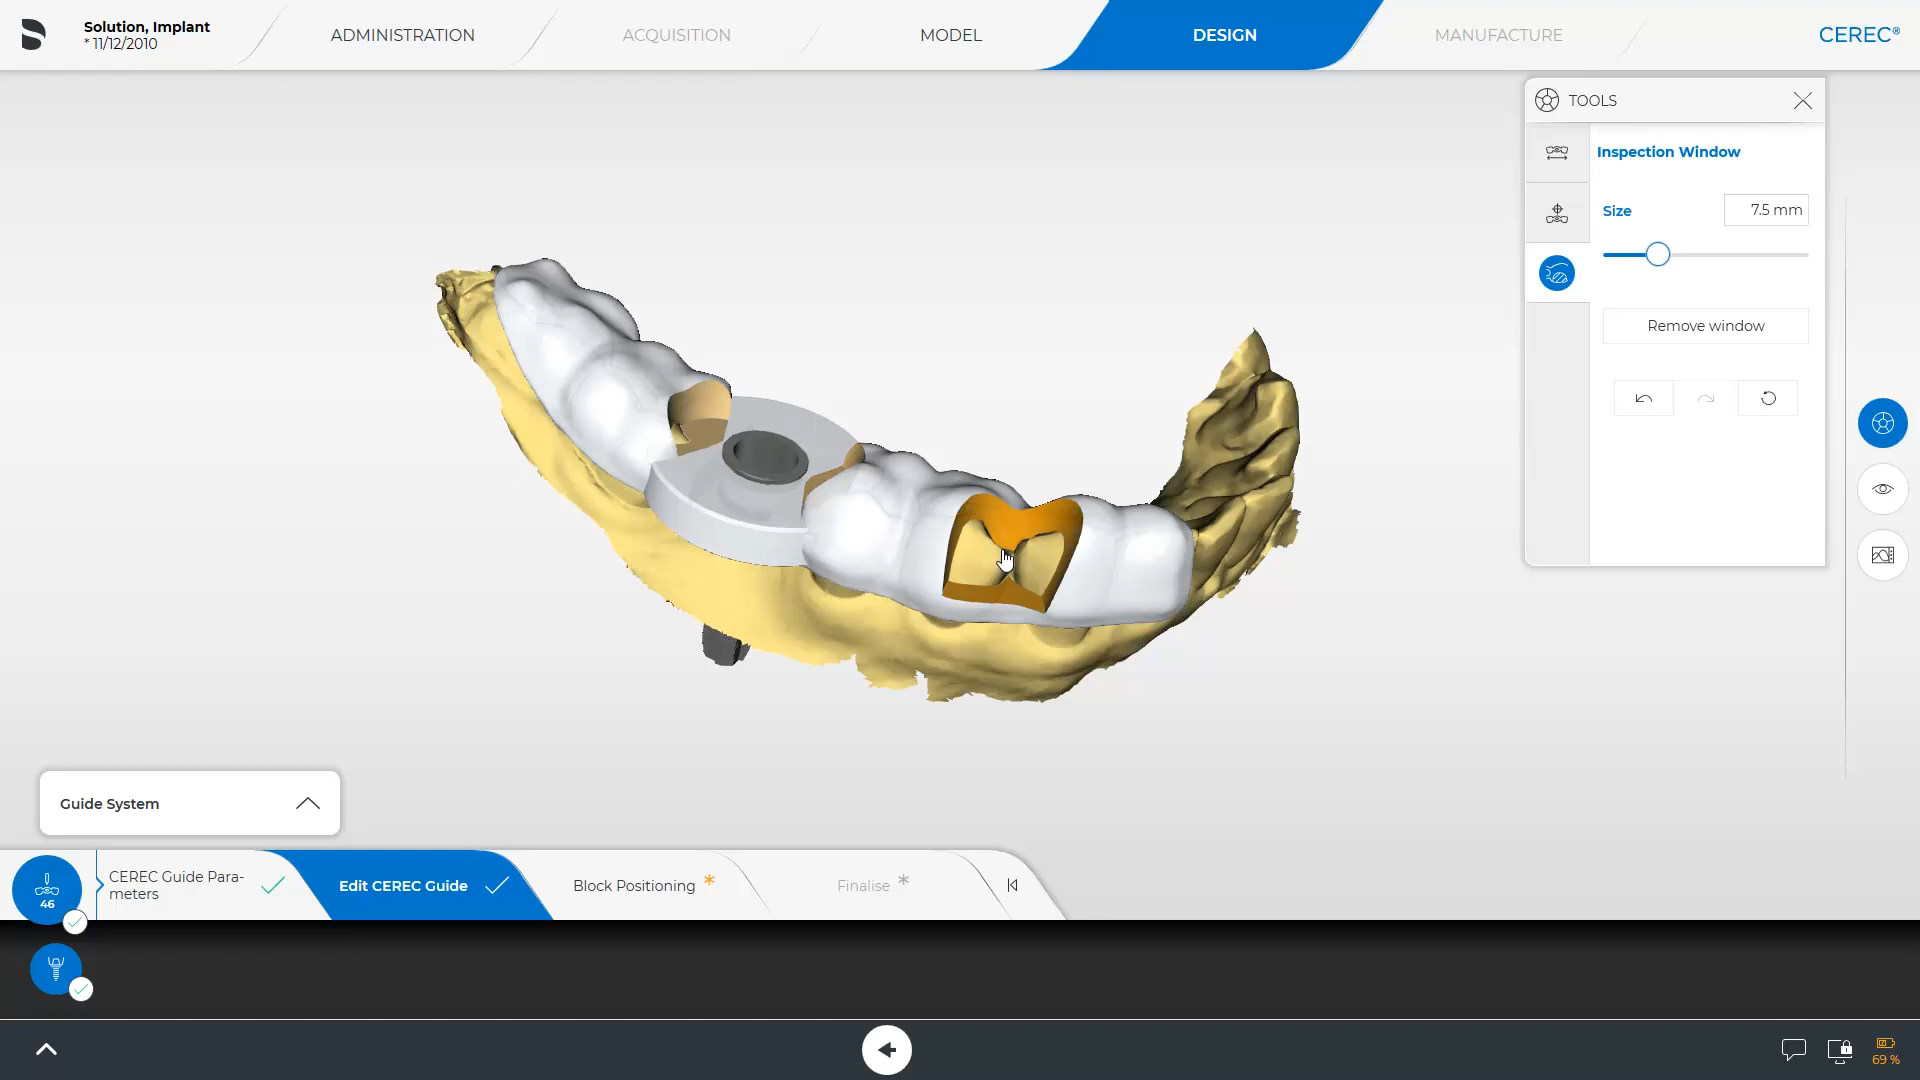 Solution, Implant
* 11/12/2010
ADMINISTRATION
ACQUISITION
MODEL
DESIGN
MANUFACTURE
CEREC®
TOOLS
Inspection Window
Size
7.5 mm
Remove window
Guide System
46
CEREC Guide Para-
meters
Edit CEREC Guide
Block Positioning *
Finalise *
69 %